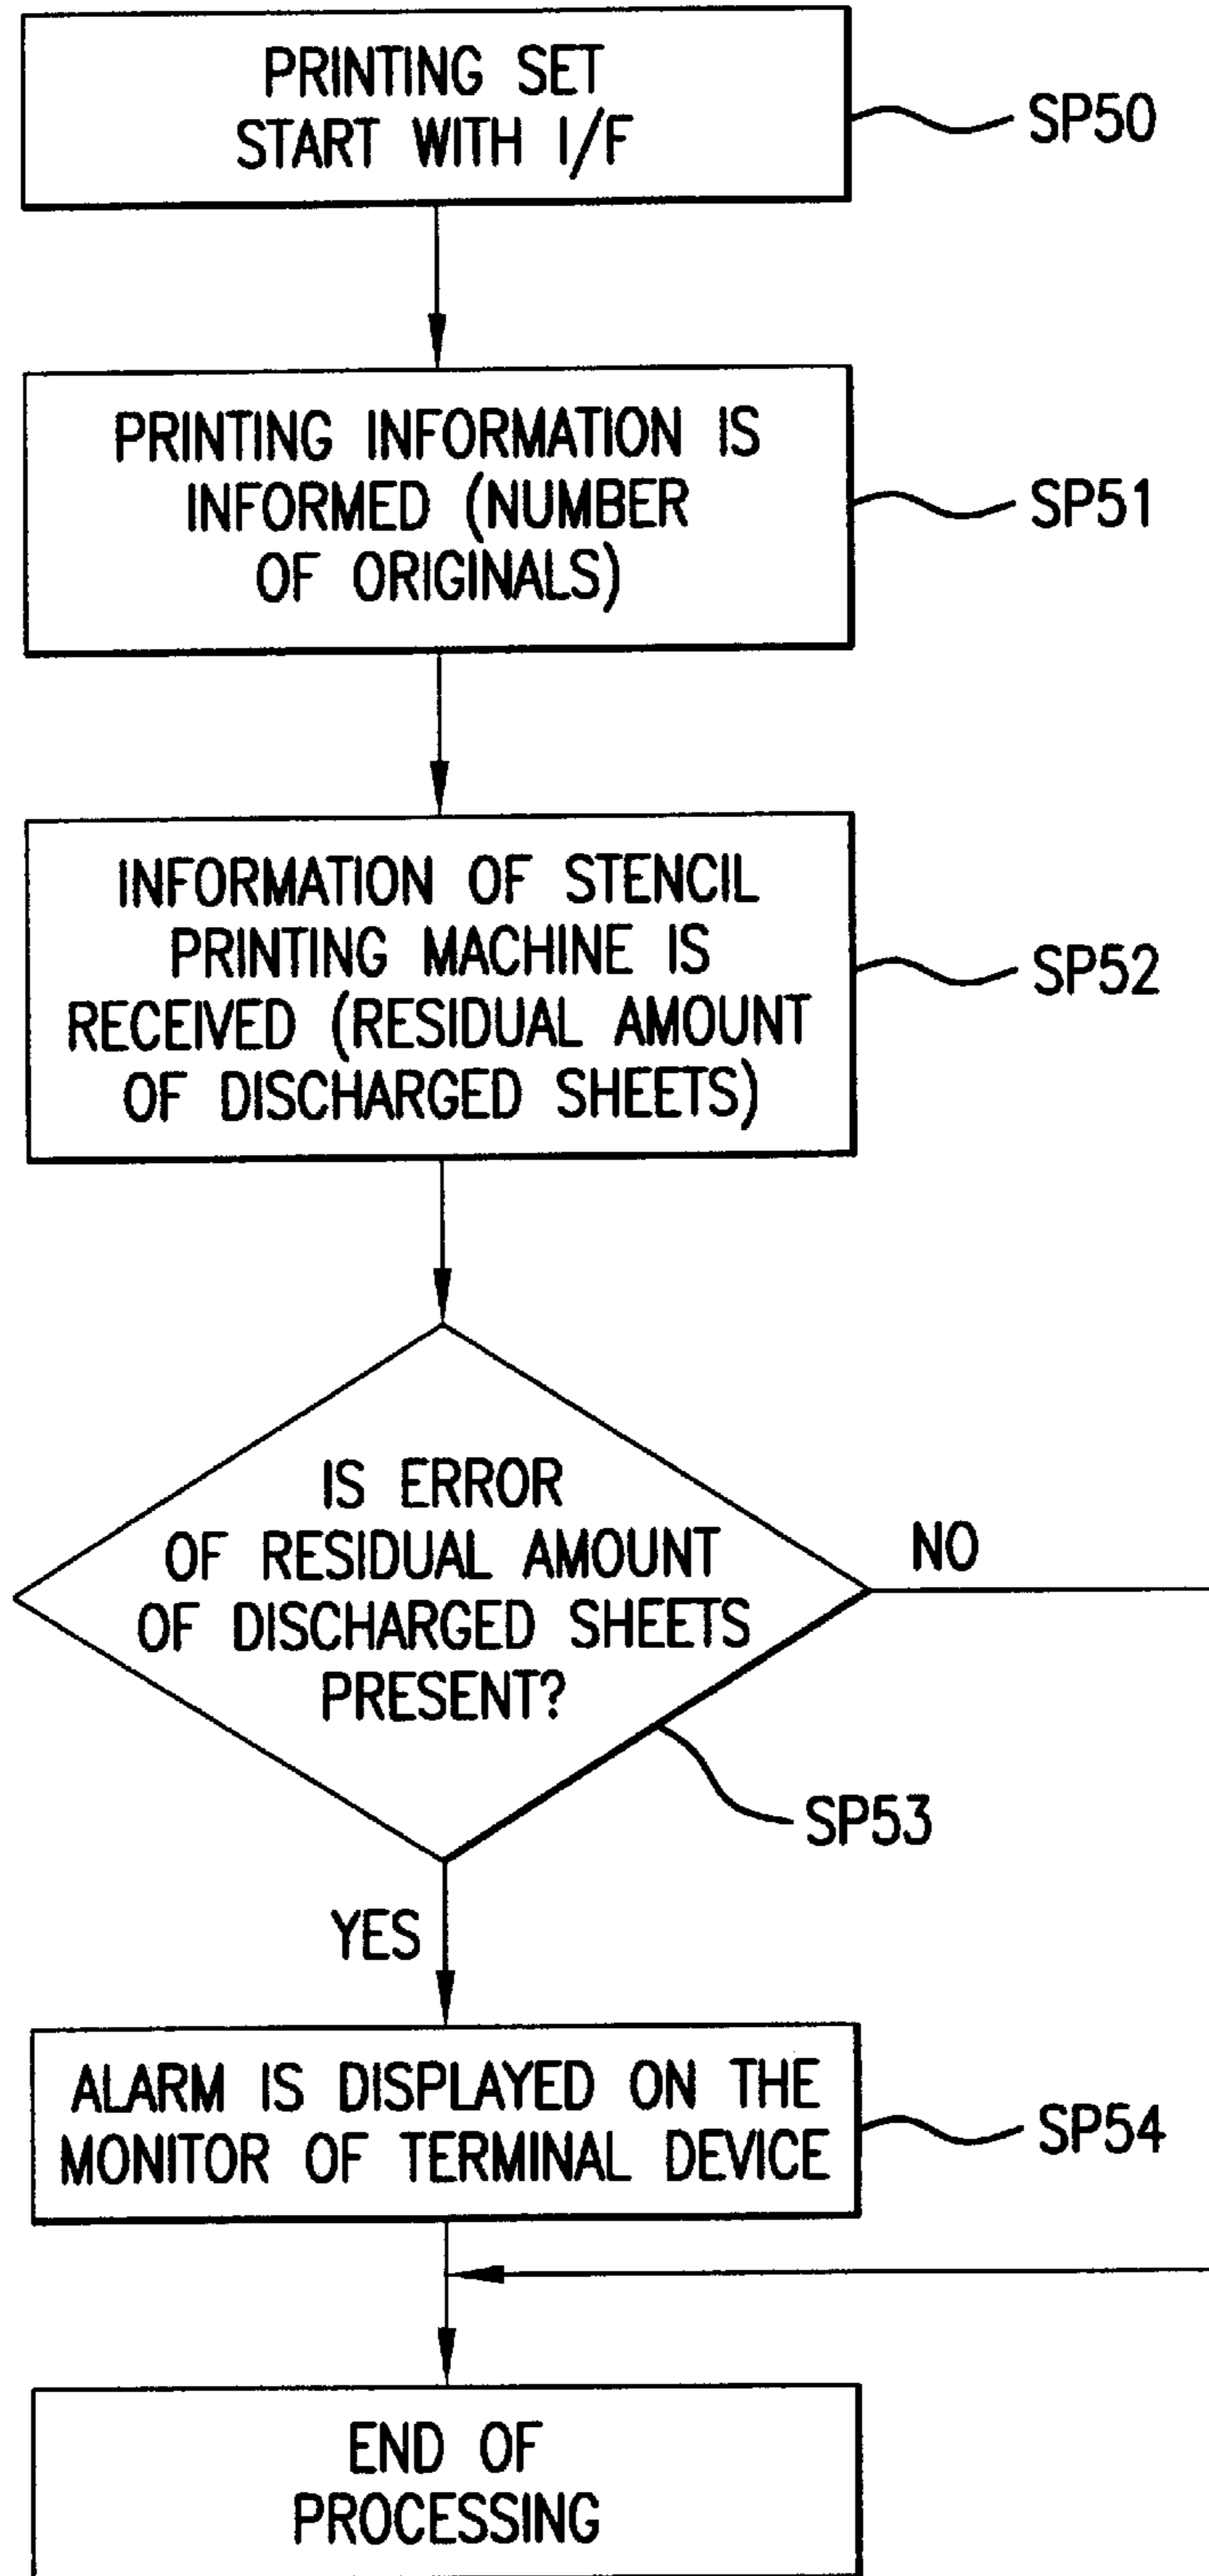 PRINTING SET
START WITH I/F
SP50
PRINTING INFORMATION IS
INFORMED (NUMBER
OF ORIGINALS)
SP51
INFORMATION OF STENCIL
PRINTING MACHINE IS
RECEIVED (RESIDUAL AMOUNT
OF DISCHARGED SHEETS)
SP52
IS ERROR
OF RESIDUAL AMOUNT
OF DISCHARGED SHEETS
PRESENT?
NO
SP53
YES
ALARM IS DISPLAYED ON THE
MONITOR OF TERMINAL DEVICE
SP54
END OF
PROCESSING